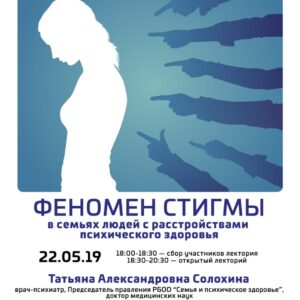 ФЕНОМЕН СТИГМЫ
в семьях людей с расстройствами
психического здоровья
22.05.19
18:00-18:30 — сбор участников лектория
18:30-20:30 — открытый лекторий
Татьяна Александровна Солохина
врач-психиатр, Председатель правления РБОО "Семья и психическое здоровье",
доктор медицинских наук